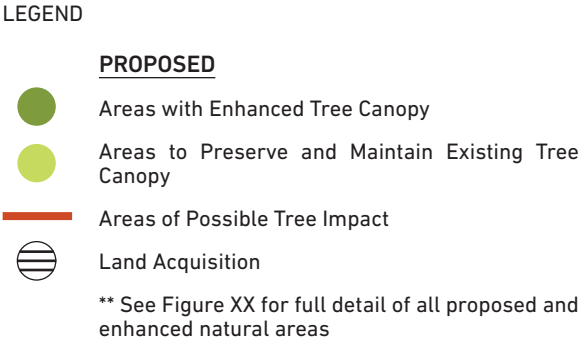 LEGEND
PROPOSED
Areas with Enhanced Tree Canopy
Areas to Preserve and Maintain Existing Tree
Canopy
Areas of Possible Tree Impact
Land Acquisition
** See Figure XX for full detail of all proposed and
enhanced natural areas